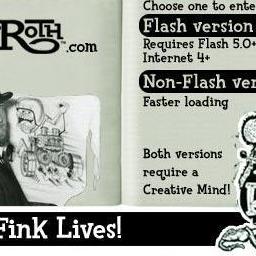 ROTH™
.com
Choose one to ente
Flash version
Requires Flash 5.0+
Internet 4+
Non-Flash ver
Faster loading
Both versions
require a
Creative Mind!
Fink Lives!